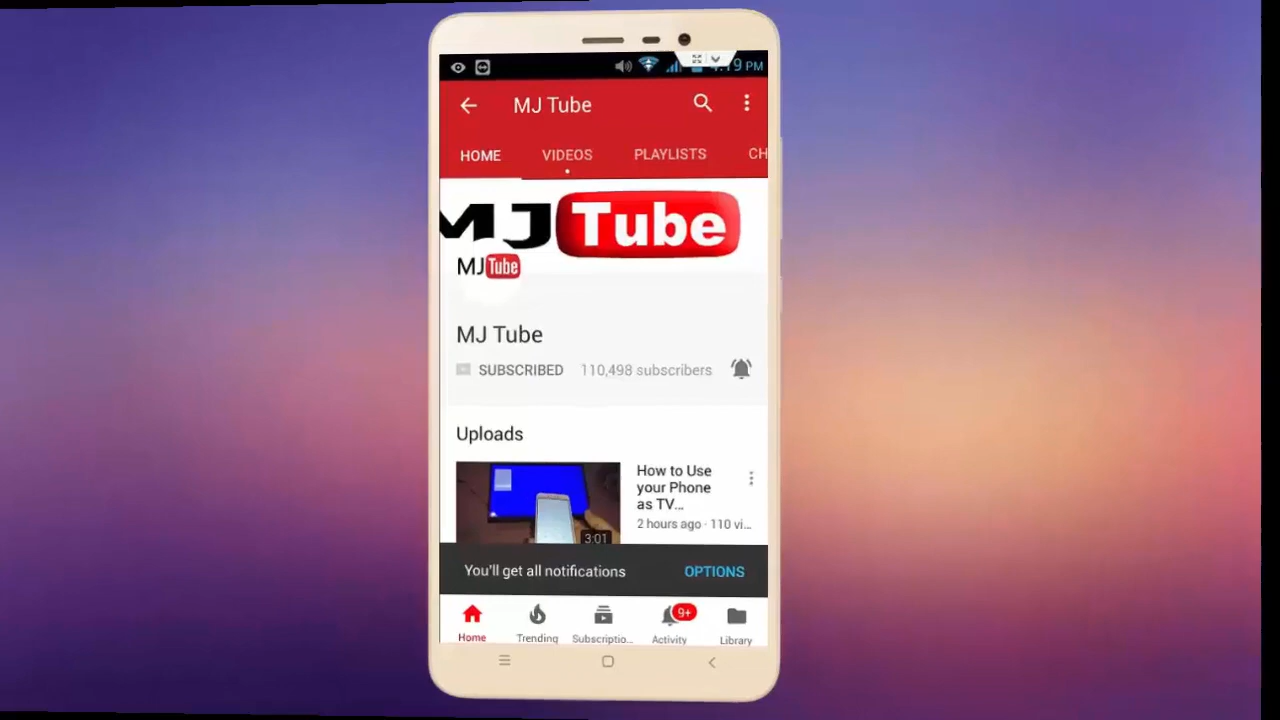 PM
MJ Tube
HOME VIDEOS PLAYLISTS CH
MJ Tube
MJ Tube
MJ Tube
SUBSCRIBED 110,498 subscribers
Uploads
How to Use
your Phone
as TV...
2 hours ago · 110 vi...
3:01
You'll get all notifications OPTIONS
9+
Home Trending Subscriptio... Activity Library